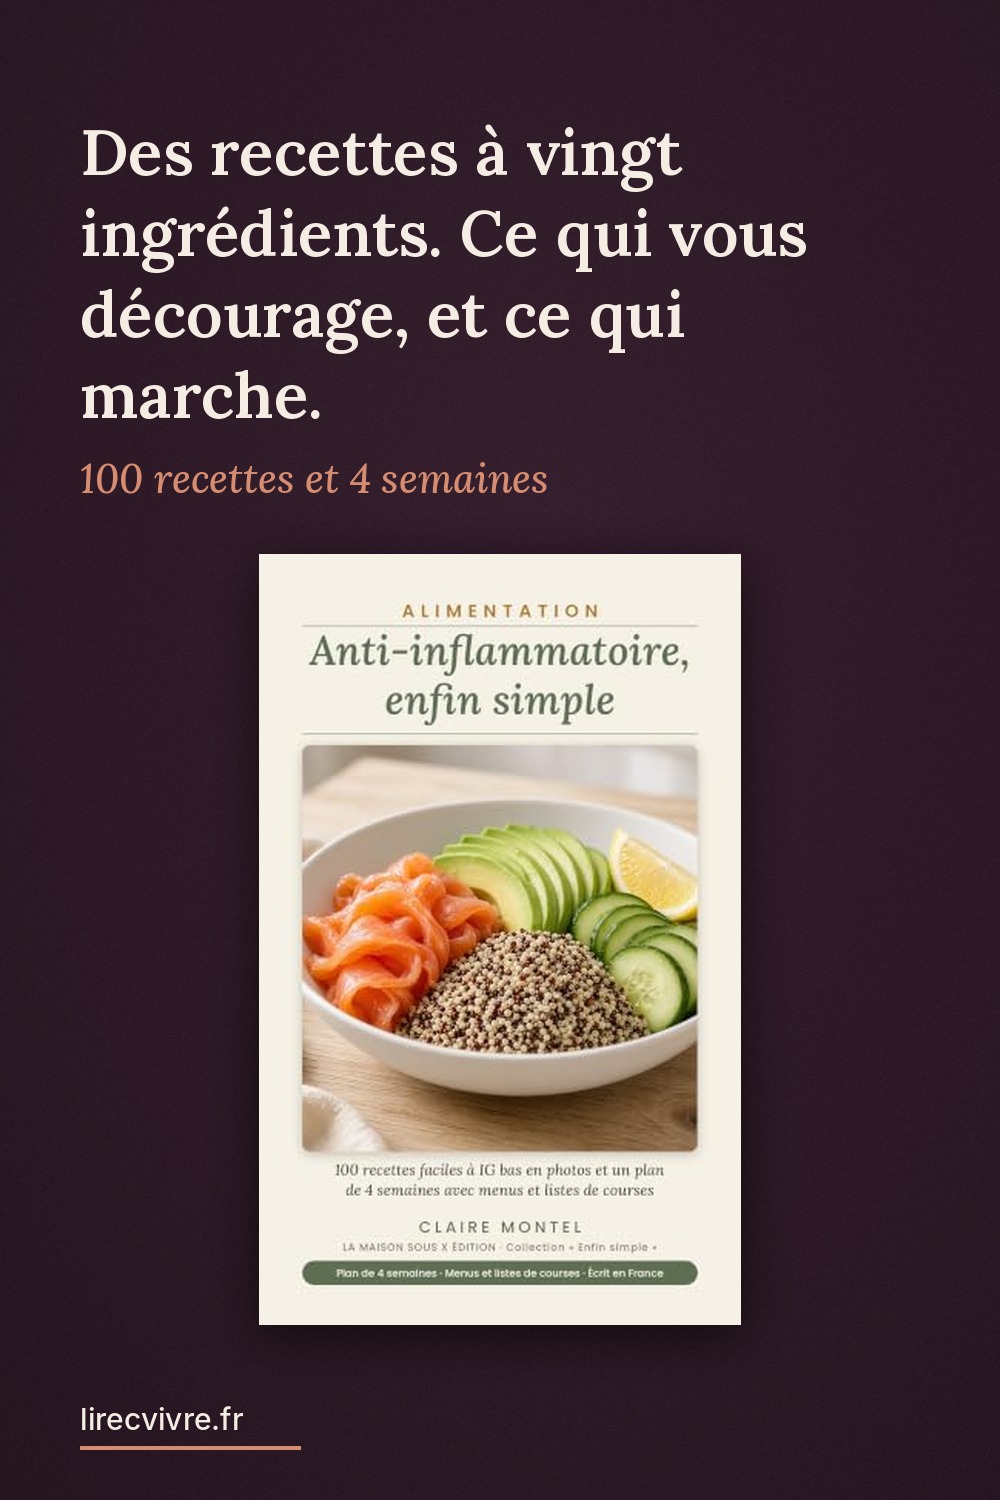 Des recettes à vingt
ingrédients. Ce qui vous
décourage, et ce qui
marche.
100 recettes et 4 semaines
ALIMENTATION
Anti-inflammatoire,
enfin simple
100 recettes faciles à IG bas en photos et un plan
de 4 semaines avec menus et listes de courses
CLAIRE MONTEL
LA MAISON SOUS X ÉDITION · Collection « Enfin simple »
Plan de 4 semaines · Menus et listes de courses · Écrit en France
lirecvivre.fr